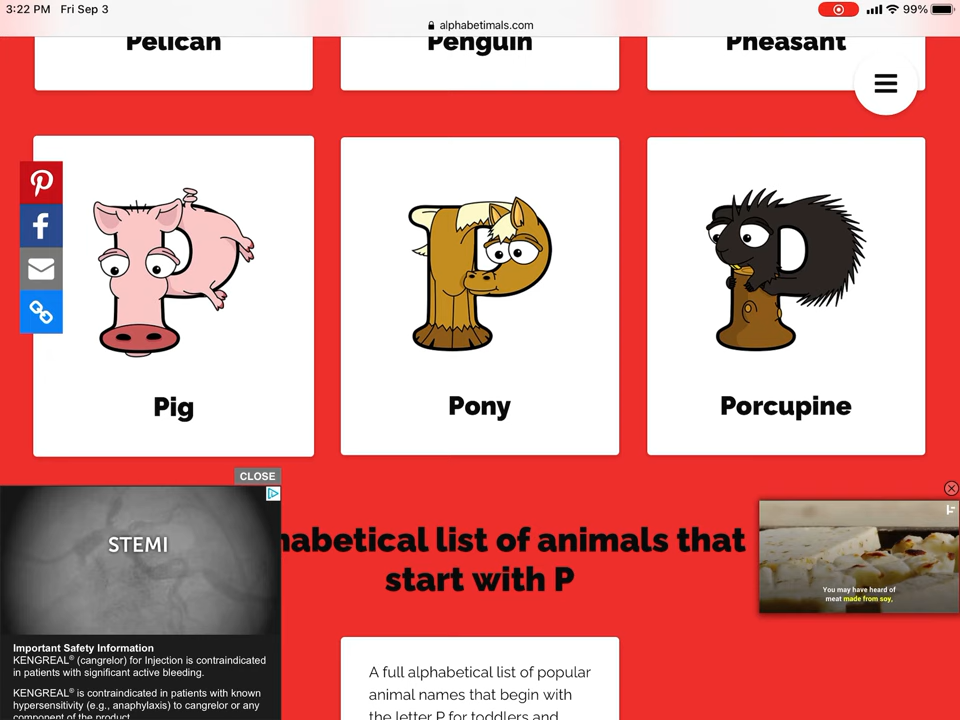 3:22 PM Fri Sep 3
99%
alphabetimals.com
Pelican
Penguin
Pheasant
Pig
Pony
Porcupine
CLOSE
STEMI
habetical list of animals that
start with P
You may have heard of
meat made from soy,
Important Safety Information
KENGREAL® (cangrelor) for Injection is contraindicated
in patients with significant active bleeding.
KENGREAL® is contraindicated in patients with known
hypersensitivity (e.g., anaphylaxis) to cangrelor or any
component of the product.
A full alphabetical list of popular
animal names that begin with
the letter P for toddlers and